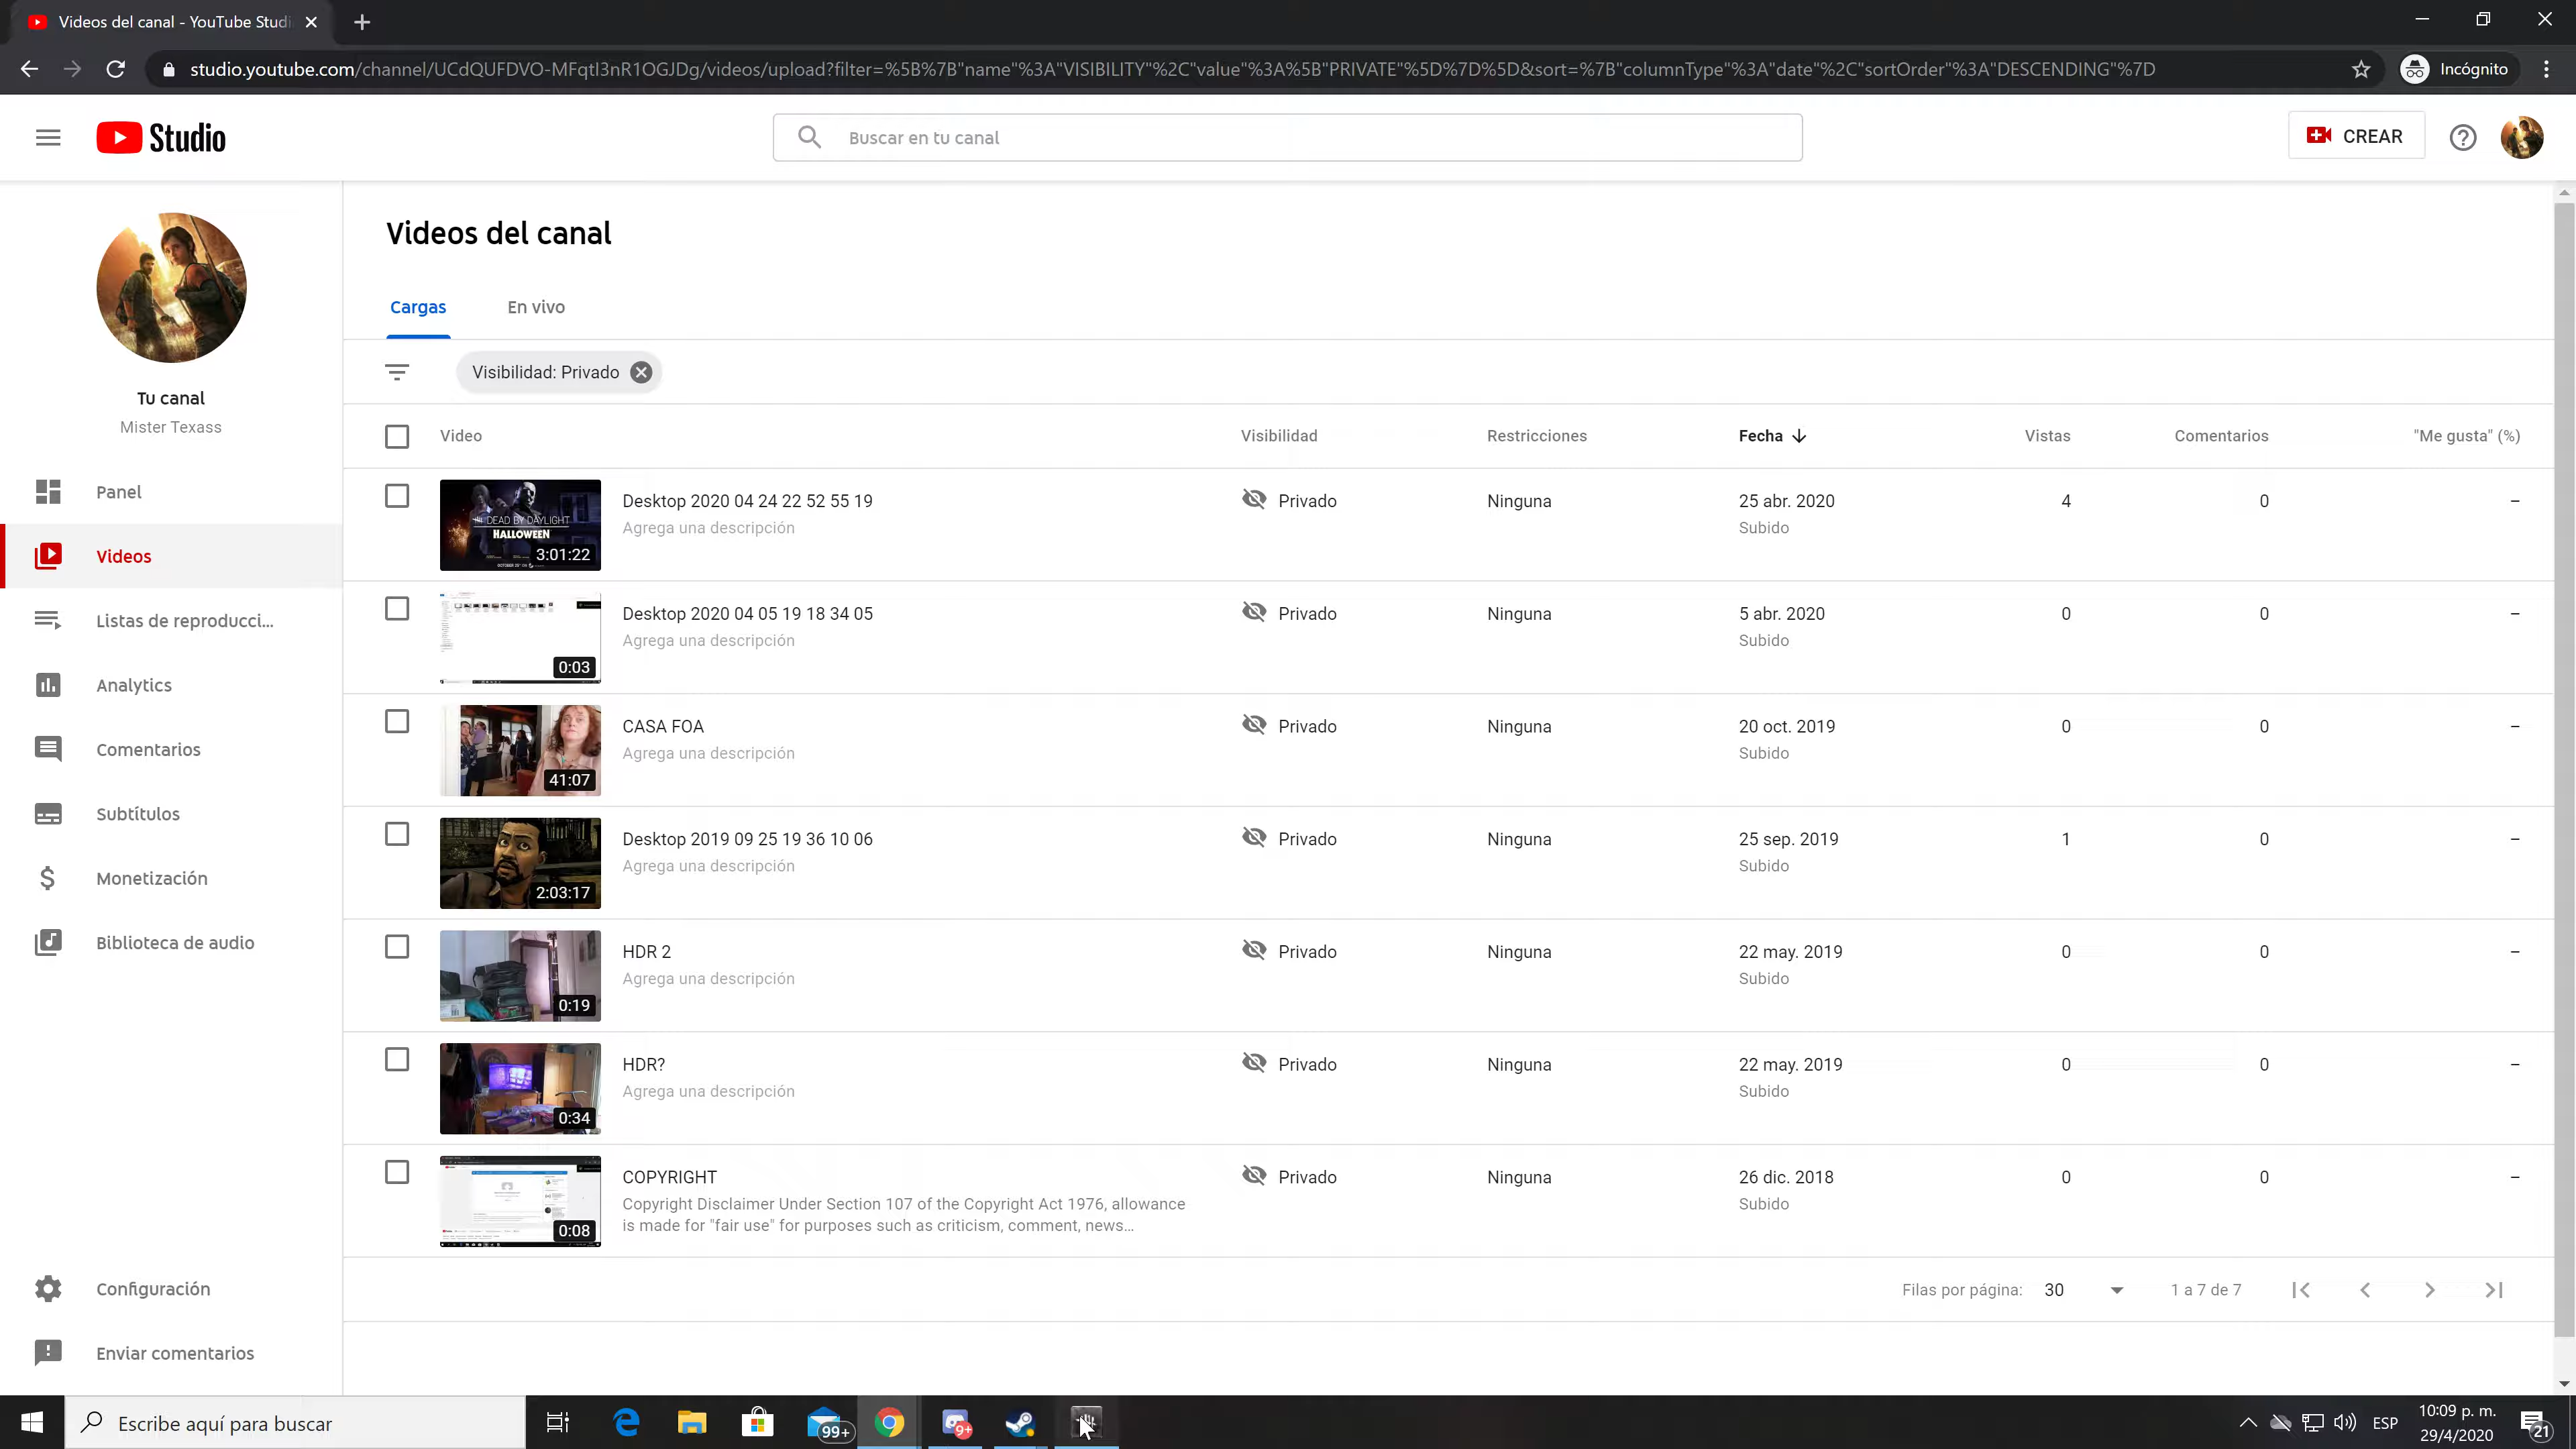 Videos del canal - YouTube Studi
studio.youtube.com/channel/UCdQUFDVO-MFqtI3nR1OGJDg/videos/upload?filter=%5B%7B"name"%3A"VISIBILITY"%2C"value"%3A%5B"PRIVATE"%5D%7D%5D&sort=%7B"columnType"%3A"date"%2C"sortOrder"%3A"DESCENDING"%7D
Incógnito
Studio
Buscar en tu canal
CREAR
Tu canal
Mister Texass
Panel
Videos
Listas de reproducci...
Analytics
Comentarios
Subtítulos
Monetización
Biblioteca de audio
Configuración
Enviar comentarios
Videos del canal
Cargas En vivo
Visibilidad: Privado
Video Visibilidad Restricciones Fecha Vistas Comentarios "Me gusta" (%)
DEAD BY DAYLIGHT
HALLOWEEN
3:01:22
Desktop 2020 04 24 22 52 55 19 Privado Ninguna 25 abr. 2020 4 0 –
Agrega una descripción Subido
0:03
Desktop 2020 04 05 19 18 34 05 Privado Ninguna 5 abr. 2020 0 0 –
Agrega una descripción Subido
41:07
CASA FOA Privado Ninguna 20 oct. 2019 0 0 –
Agrega una descripción Subido
2:03:17
Desktop 2019 09 25 19 36 10 06 Privado Ninguna 25 sep. 2019 1 0 –
Agrega una descripción Subido
0:19
HDR 2 Privado Ninguna 22 may. 2019 0 0 –
Agrega una descripción Subido
0:34
HDR? Privado Ninguna 22 may. 2019 0 0 –
Agrega una descripción Subido
0:08
COPYRIGHT Privado Ninguna 26 dic. 2018 0 0 –
Copyright Disclaimer Under Section 107 of the Copyright Act 1976, allowance Subido
is made for "fair use" for purposes such as criticism, comment, news...
Filas por página: 30 1 a 7 de 7
Escribe aquí para buscar
99+
9+
ESP
10:09 p. m.
29/4/2020
21